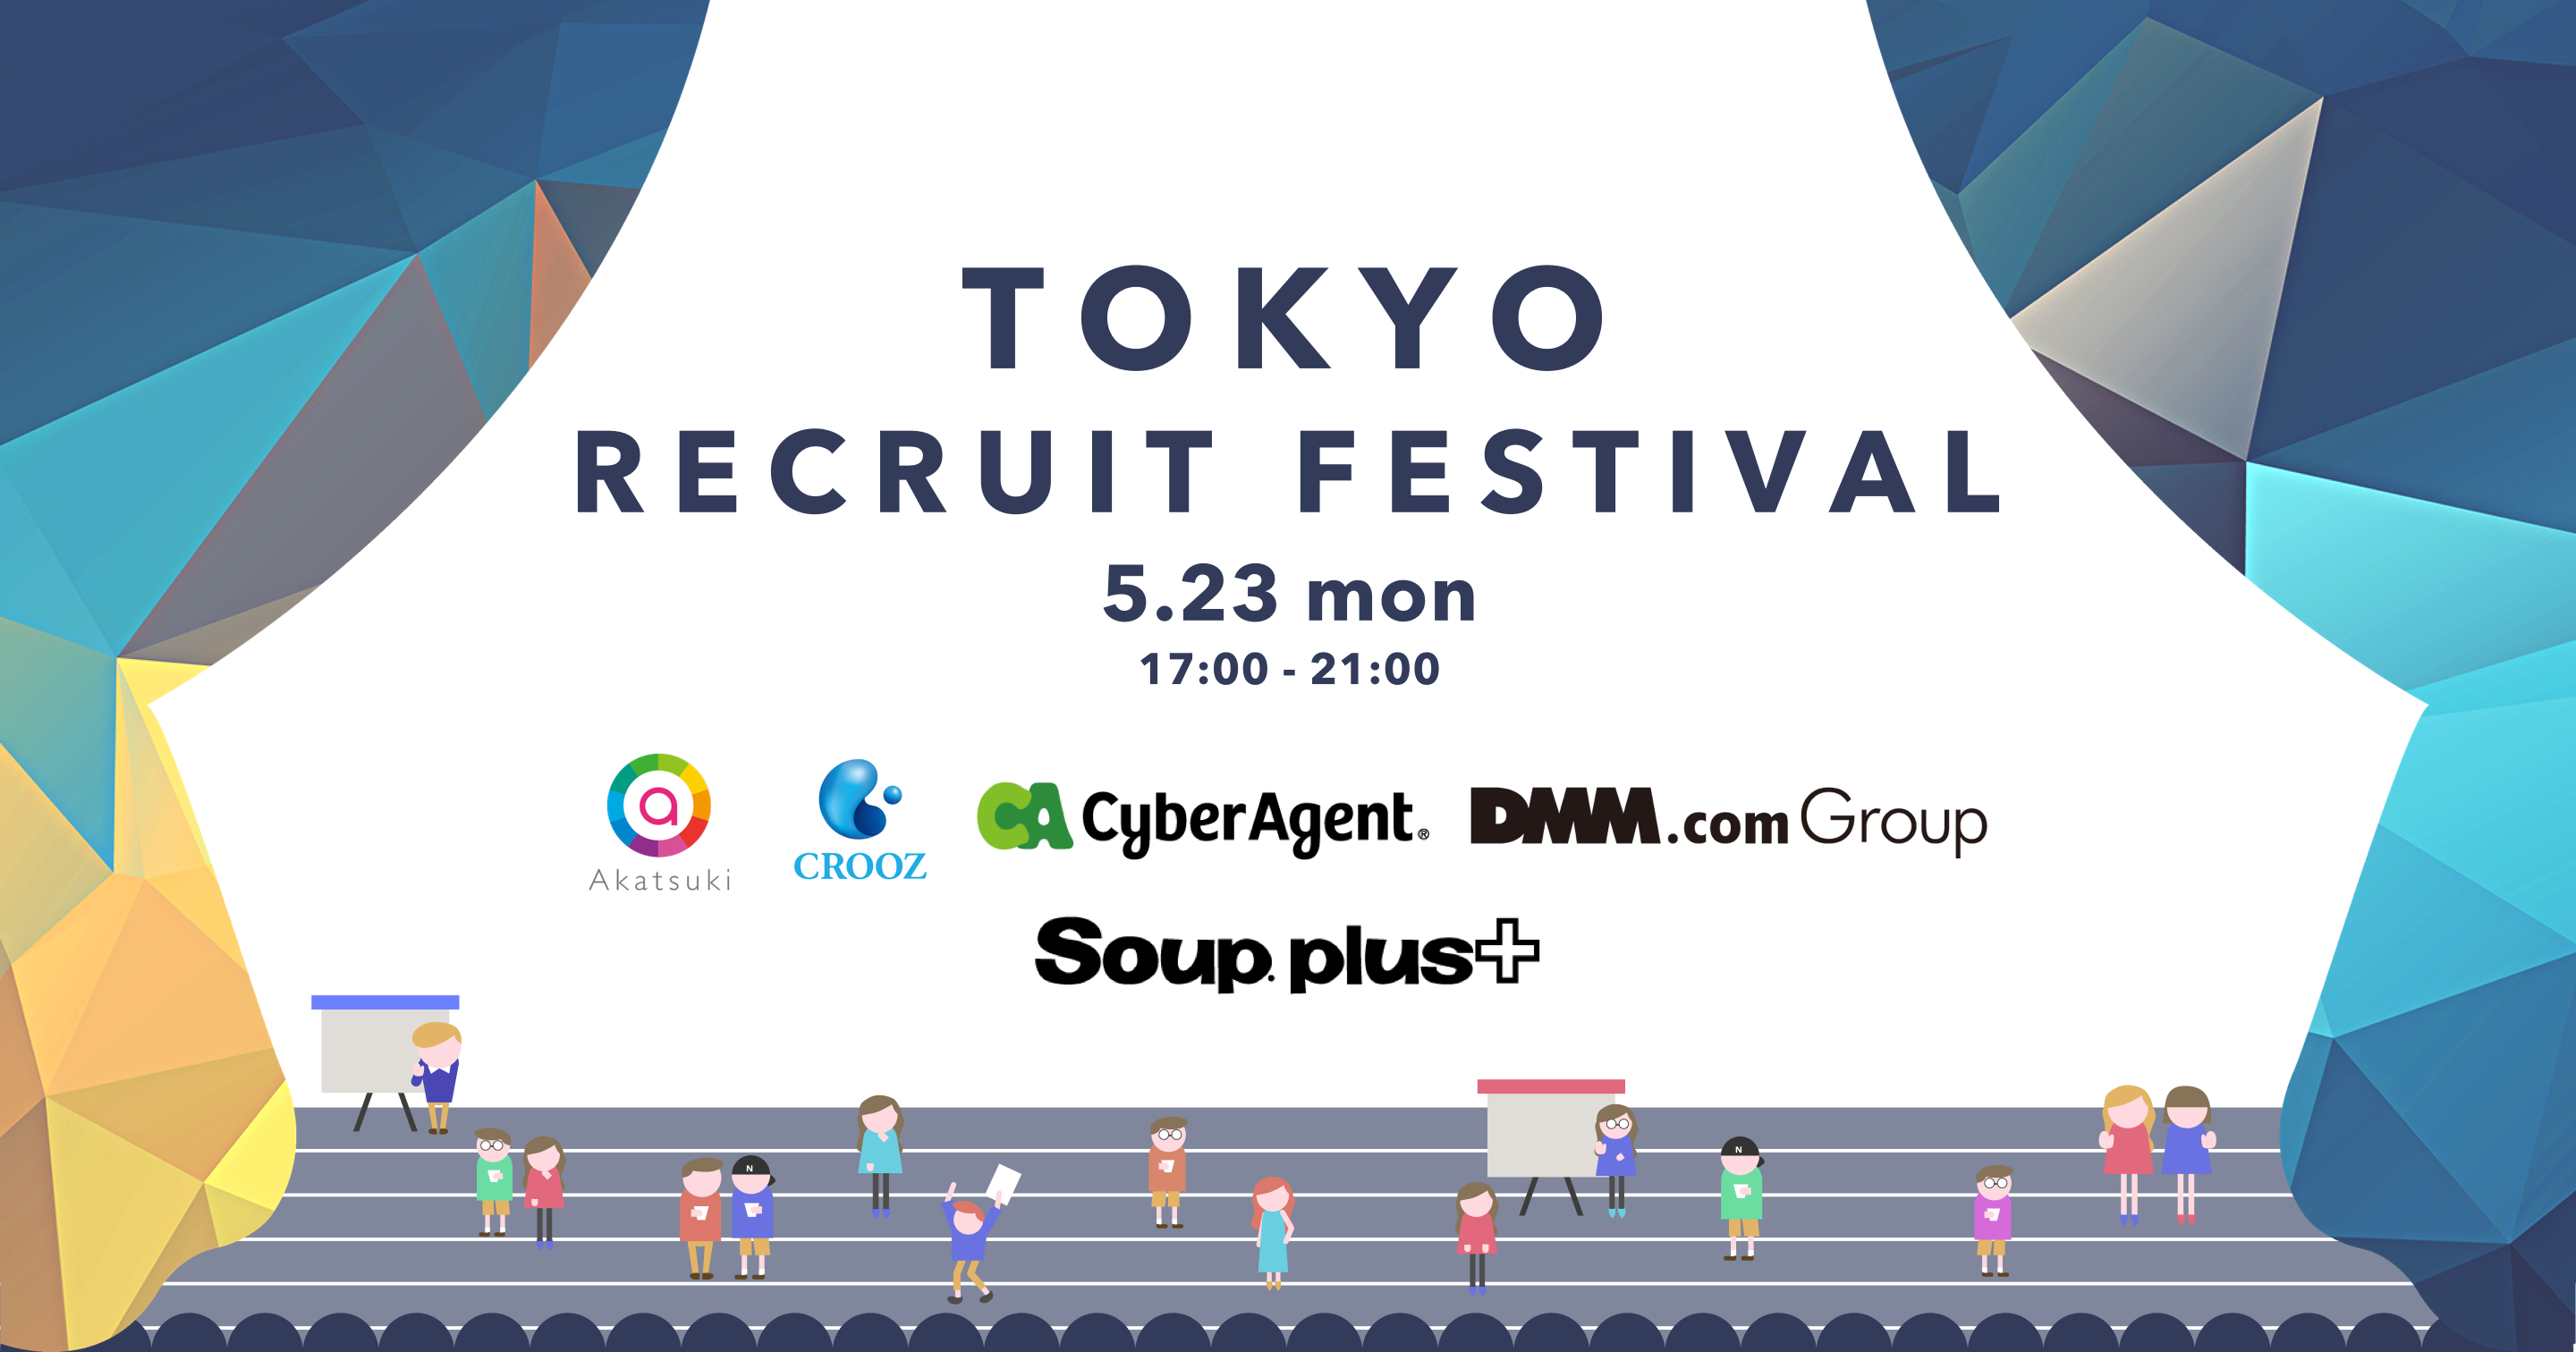 TOKYO
RECRUIT FESTIVAL
5.23 mon
17:00 - 21:00
a
Akatsuki
CROOZ
CA CyberAgent® DMM.com Group
Soup. plus+
N
N